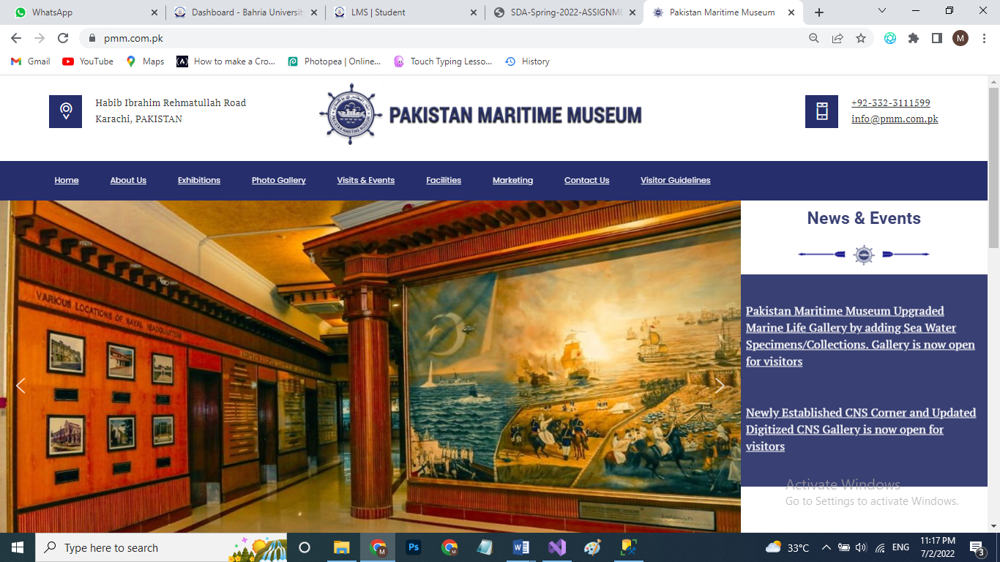 WhatsApp
Dashboard - Bahria Universit
LMS | Student
SDA-Spring-2022-ASSIGNME
Pakistan Maritime Museum
pmm.com.pk
M
Gmail
YouTube
Maps
How to make a Cro...
Photopea | Online...
Touch Typing Lesso...
History
Habib Ibrahim Rehmatullah Road
Karachi, PAKISTAN
PAKISTAN MARITIME MUSEUM
PAKISTAN MARITIME MUSEUM
+92-332-3111599
info@pmm.com.pk
Home
About Us
Exhibitions
Photo Gallery
Visits & Events
Facilities
Marketing
Contact Us
Visitor Guidelines
VARIOUS LOCATIONS OF NAVAL HEADQUARTERS
News & Events
Pakistan Maritime Museum Upgraded
Marine Life Gallery by adding Sea Water
Specimens/Collections. Gallery is now open
for visitors
Newly Established CNS Corner and Updated
Digitized CNS Gallery is now open for
visitors
Activate Windows
Go to Settings to activate Windows.
Type here to search
M
Ps
M
W
33°C
ENG
11:17 PM
7/2/2022
3